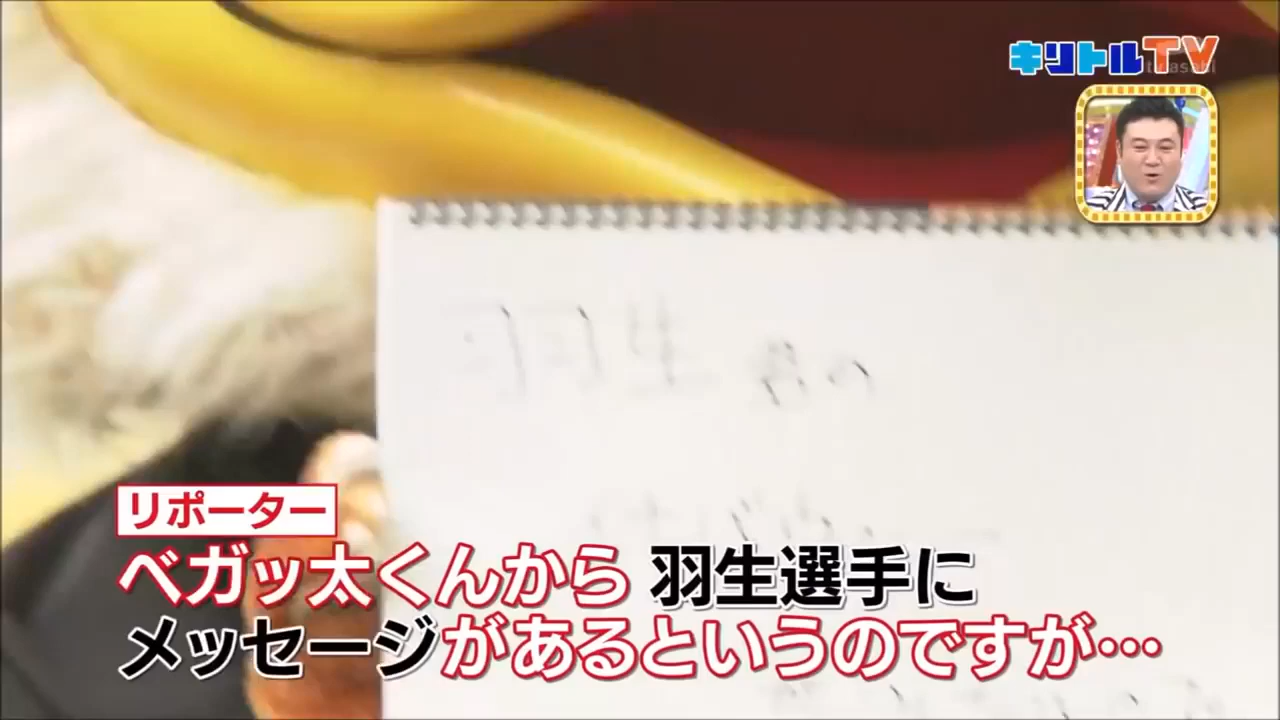 キリトルTV
羽生君の
リポーター
ベガッ太くんから 羽生選手に
メッセージがあるというのですが…